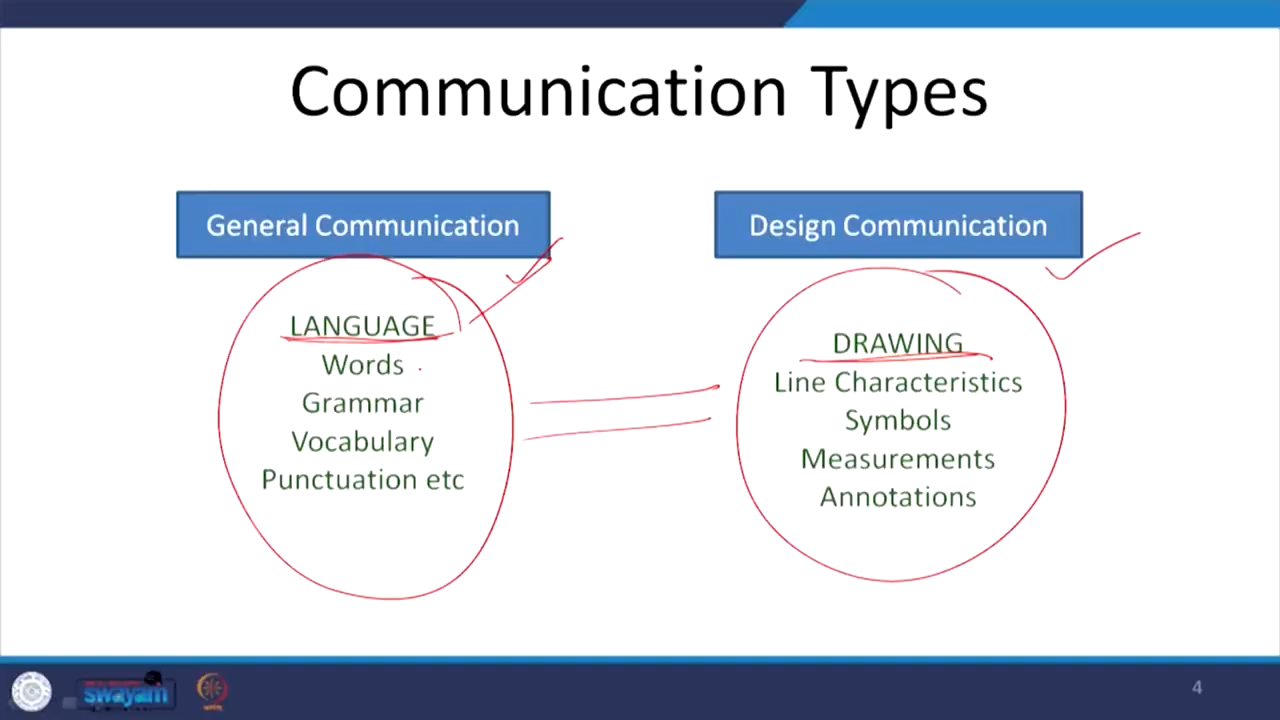 Communication Types
General Communication
LANGUAGE
Words
Grammar
Vocabulary
Punctuation etc
Design Communication
DRAWING
Line Characteristics
Symbols
Measurements
Annotations
swayam
4